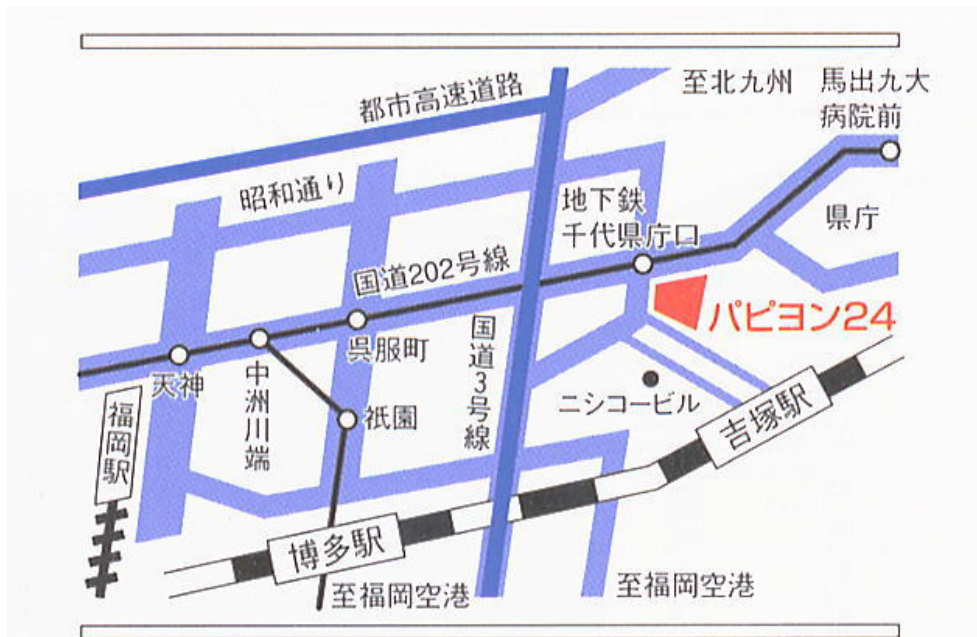 都市高速道路
至北九州
馬出九大
病院前
昭和通り
地下鉄
千代県庁口
県庁
国道202号線
パピヨン24
呉服町
国道3号線
天神
中洲川端
福岡駅
祇園
ニシコービル
吉塚駅
博多駅
至福岡空港
至福岡空港